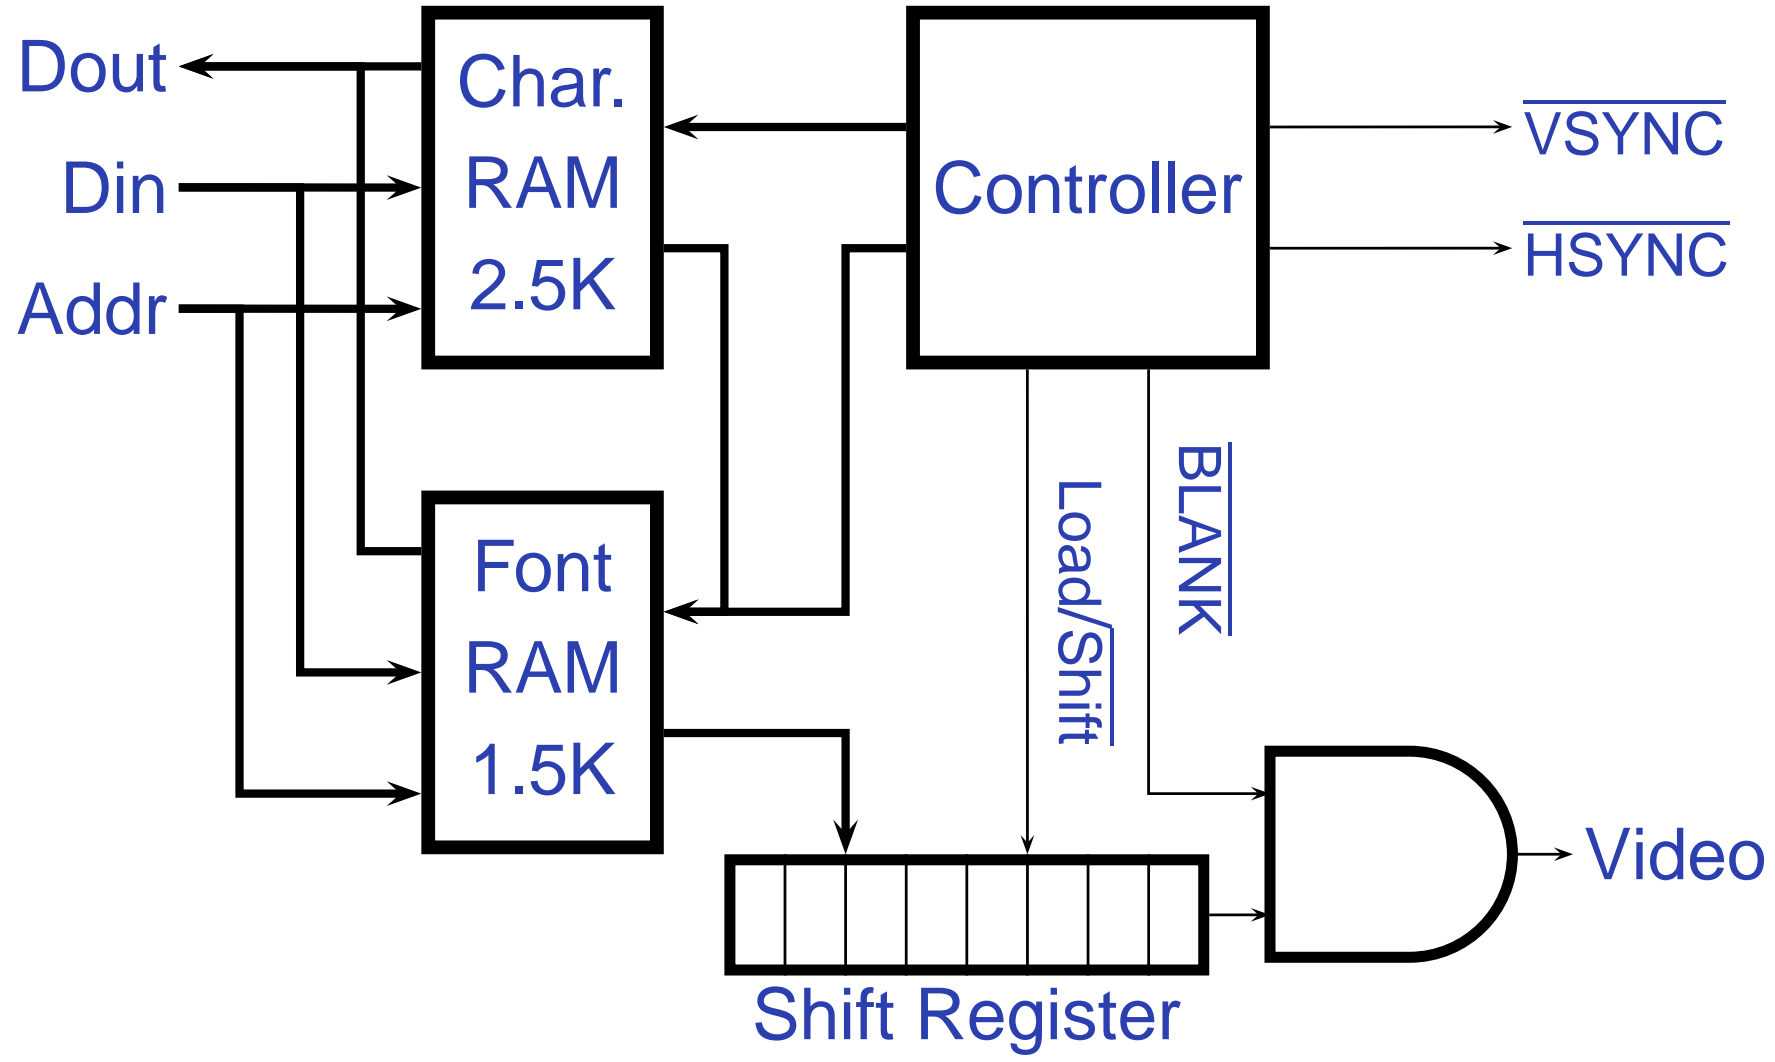 Dout
Din
Addr
Char.
RAM
2.5K
Controller
VSYNC
HSYNC
Font
RAM
1.5K
Load/Shift
BLANK
Video
Shift Register